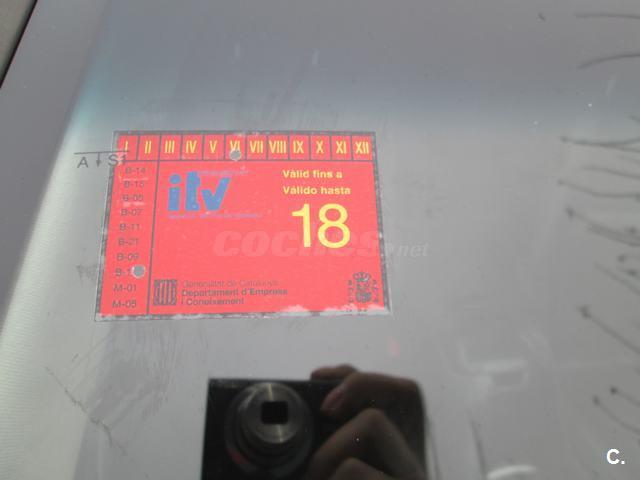 I II III IV V VI VII VIII IX X XI XII
A S
B-14
B-15
B-05
B-07
B-11
B-21
B-09
M-01
M-05
itv
Vàlid fins a
Válido hasta
18
coches.net
Generalitat de Catalunya
Departament d'Empresa
i Coneixement
C.